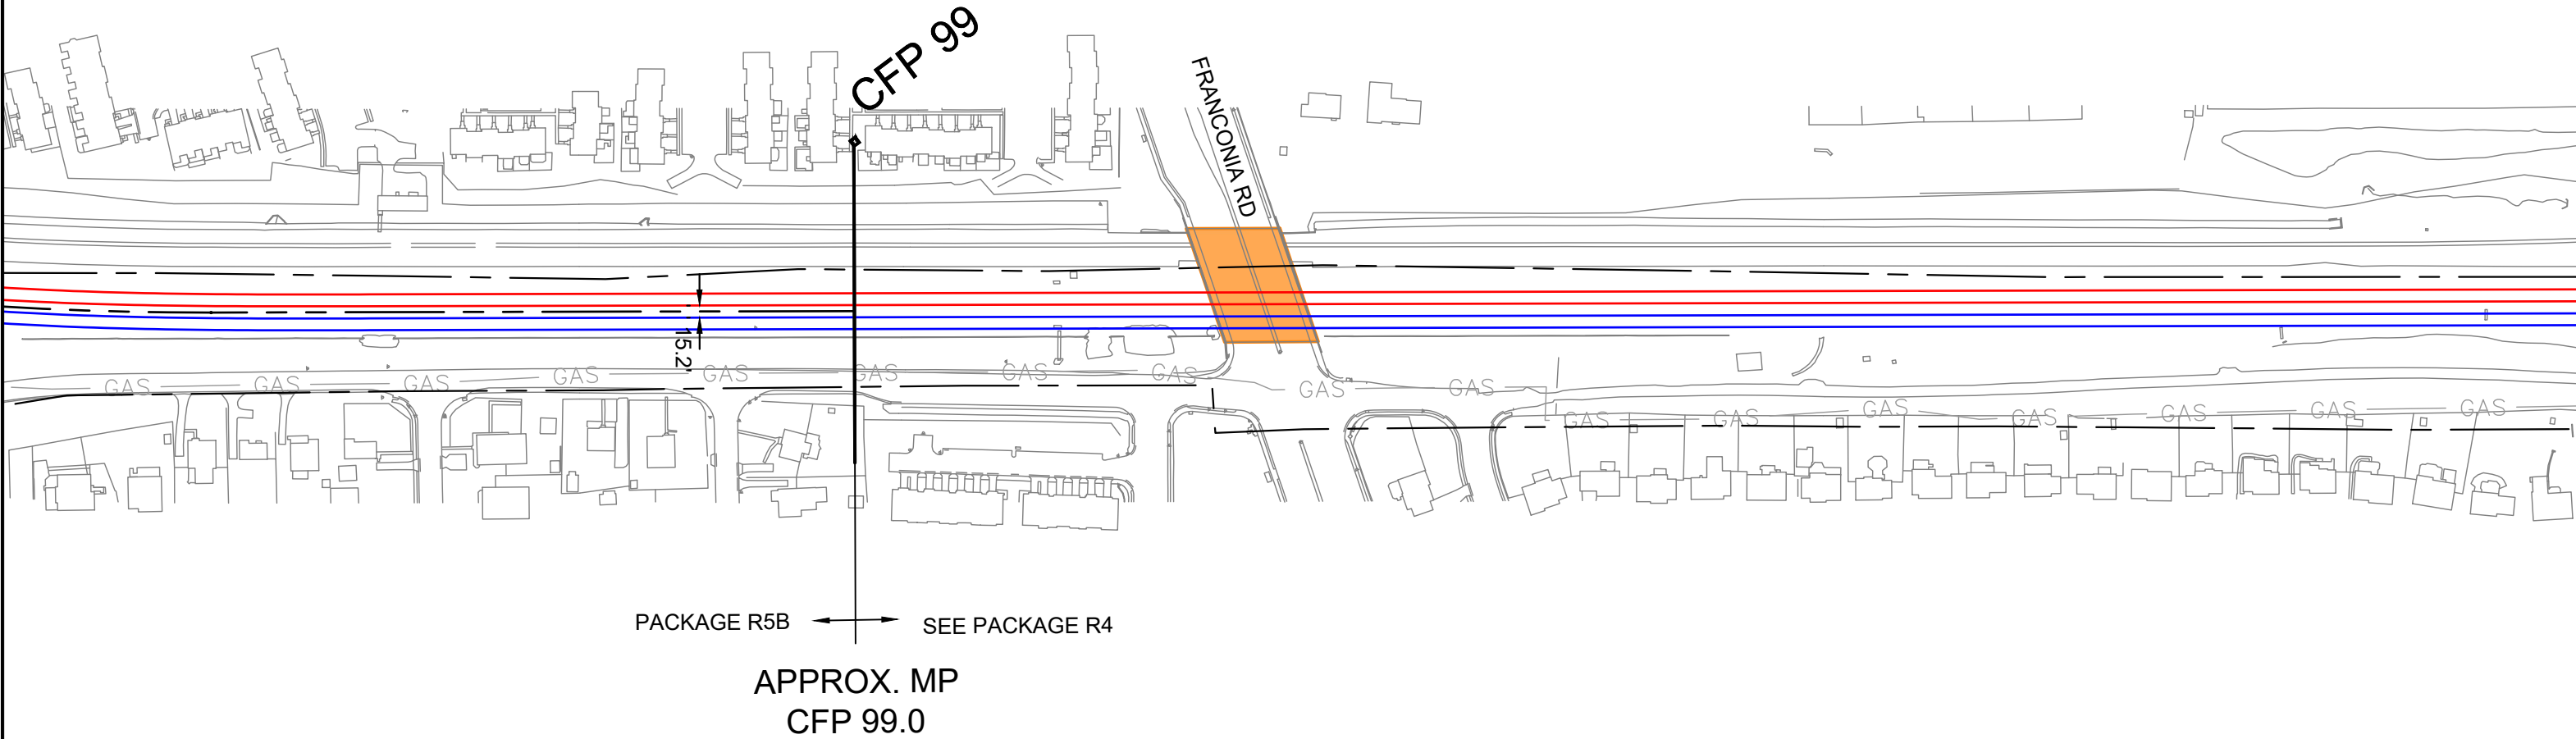 CFP 99
FRANCONIA RD
15.2'
GAS GAS GAS GAS GAS GAS GAS GAS GAS GAS
GAS GAS GAS GAS GAS GAS GAS
PACKAGE R5B
SEE PACKAGE R4
APPROX. MP
CFP 99.0